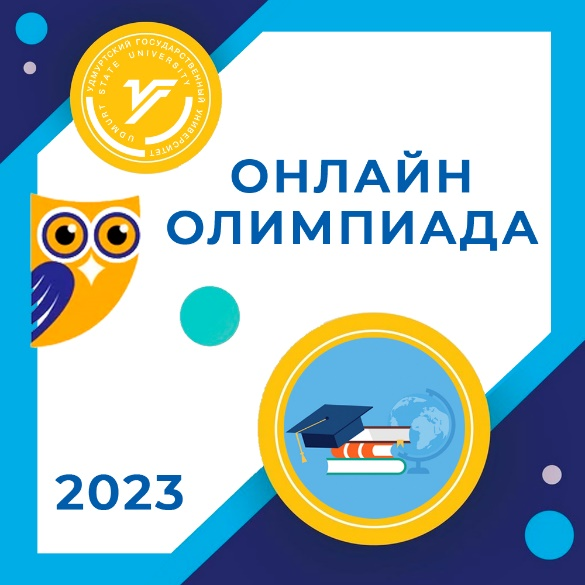 УДМУРТСКИЙ ГОСУДАРСТВЕННЫЙ УНИВЕРСИТЕТ
UDMURT STATE UNIVERSITY
ОНЛАЙН
ОЛИМПИАДА
2023